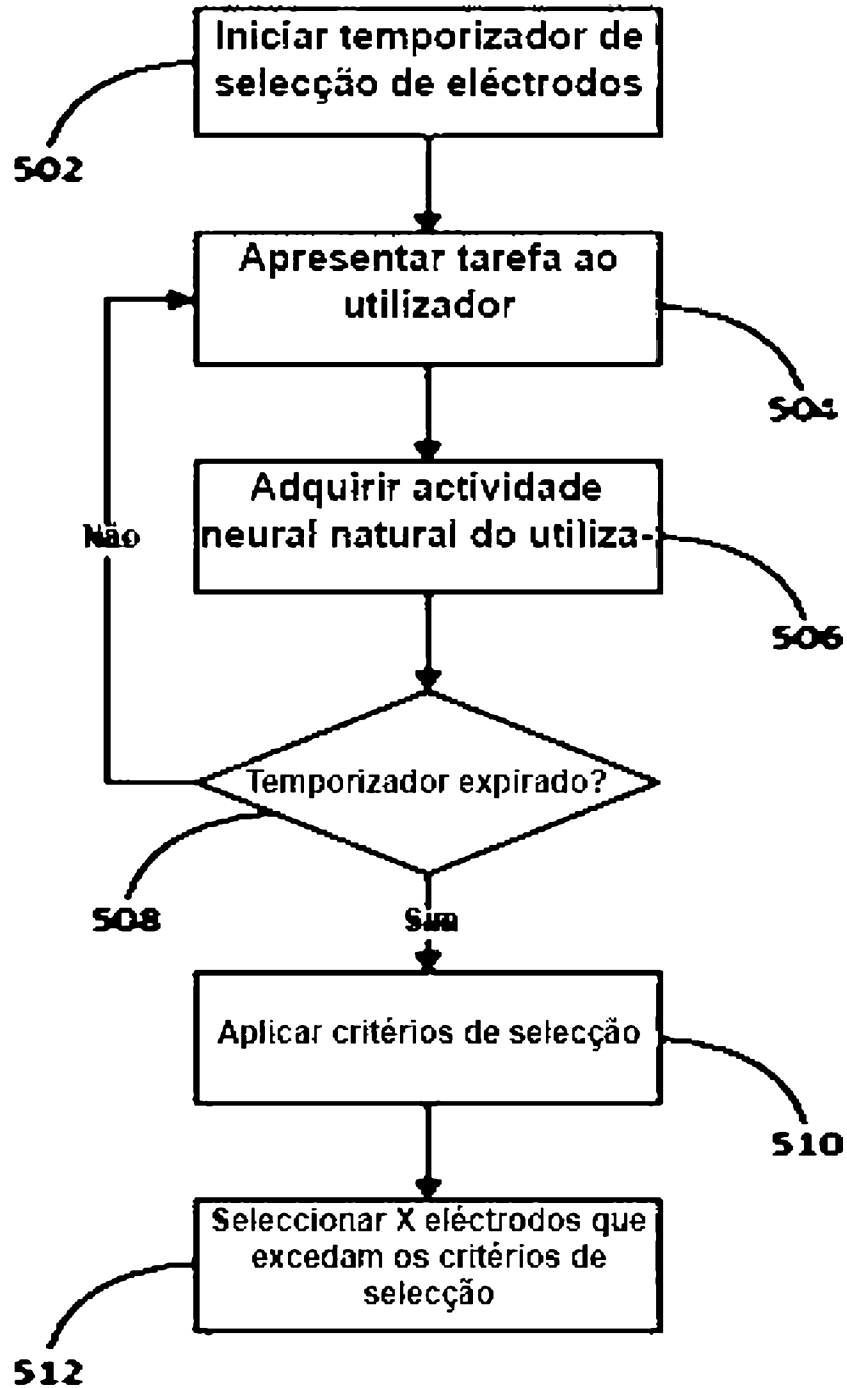 Iniciar temporizador de
selecção de eléctrodos
502
Apresentar tarefa ao
utilizador
504
Adquirir actividade
neural natural do utiliza-
Não
506
Temporizador expirado?
508
Sim
Aplicar critérios de selecção
510
Seleccionar X eléctrodos que
excedam os critérios de
selecção
512